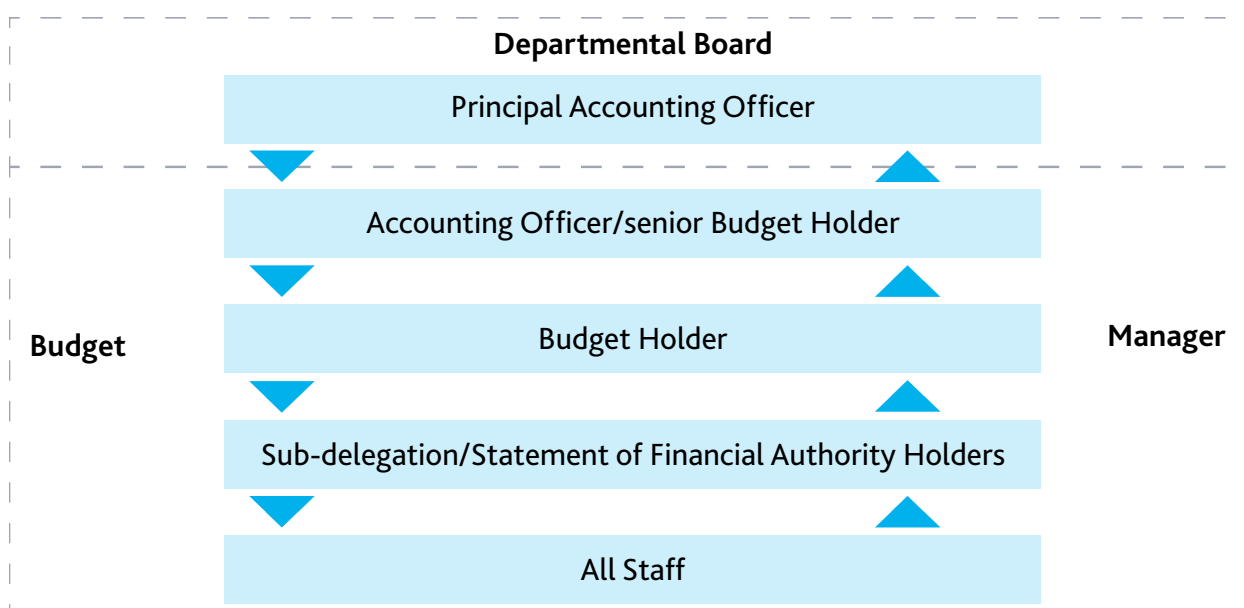 Departmental Board
Principal Accounting Officer
Accounting Officer/senior Budget Holder
Budget
Budget Holder
Manager
Sub-delegation/Statement of Financial Authority Holders
All Staff